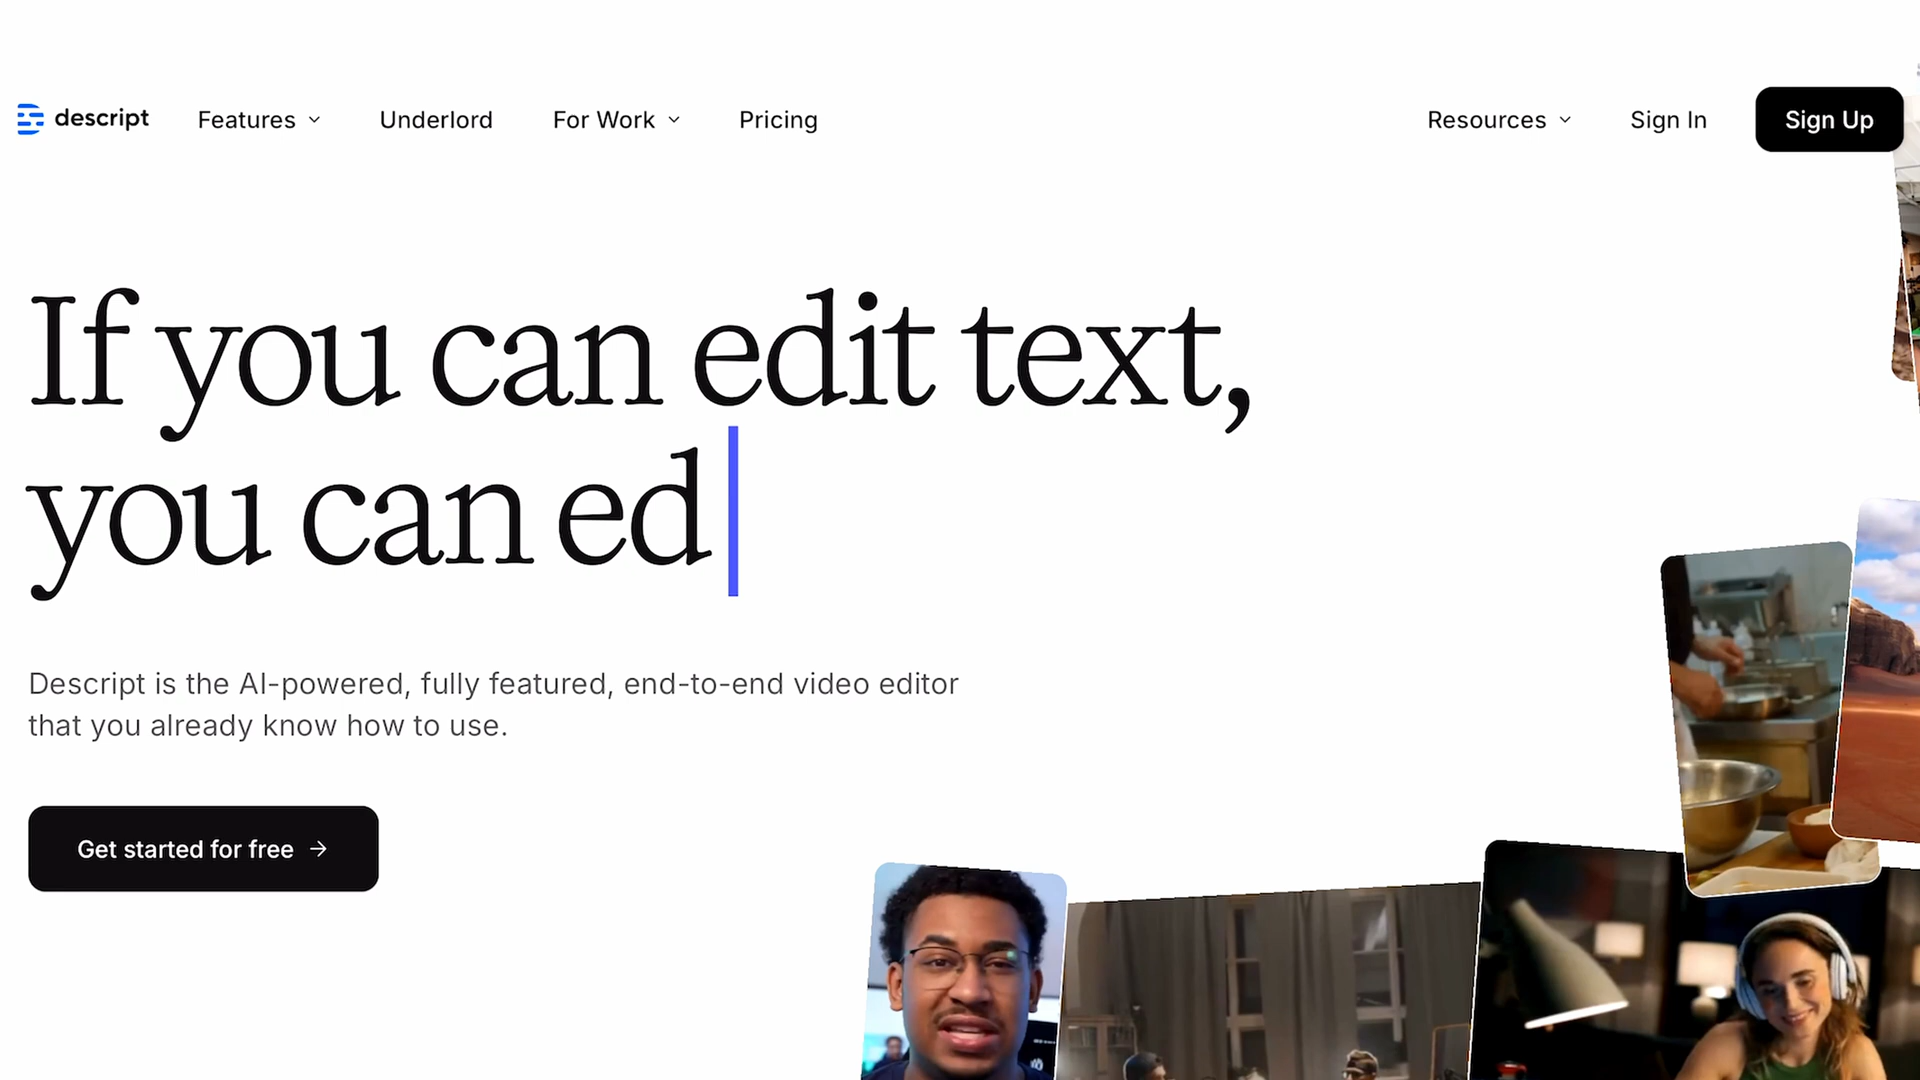 descript
Features
Underlord
For Work
Pricing
Resources
Sign In
Sign Up
If you can edit text,
you can ed
Descript is the AI-powered, fully featured, end-to-end video editor
that you already know how to use.
Get started for free →